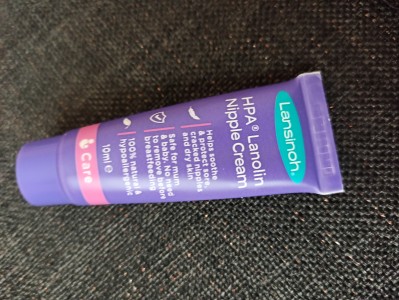 Lansinoh.
HPA® Lanolin
Nipple Cream
Helps soothe
& protect sore,
cracked nipples
and dry skin
Safe for mum
& baby. No need
to remove before
breastfeeding
100% natural &
hypoallergenic
Care
10ml ℮